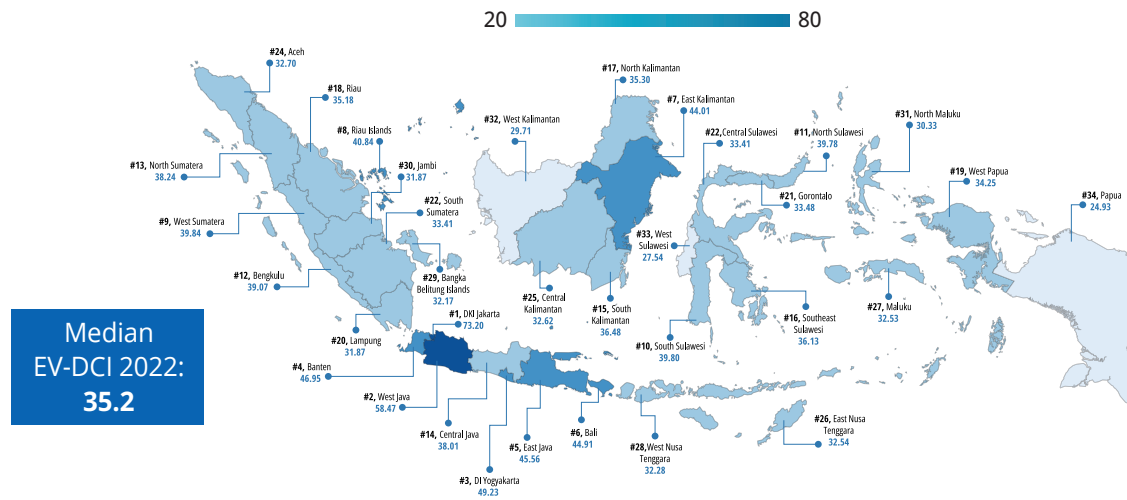 20 80
#24, Aceh
32.70
#18, Riau
35.18
#8, Riau Islands
40.84
#13, North Sumatera
38.24
#30, Jambi
31.87
#22, South
Sumatera
33.41
#9, West Sumatera
39.84
#12, Bengkulu
39.07
#29, Bangka
Belitung Islands
32.17
#1, DKI Jakarta
73.20
#20, Lampung
31.87
#4, Banten
46.95
#2, West Java
58.47
#14, Central Java
38.01
#3, DI Yogyakarta
49.23
#5, East Java
45.56
#6, Bali
44.91
#28,West Nusa
Tenggara
32.28
#26, East Nusa
Tenggara
32.54
#17, North Kalimantan
35.30
#7, East Kalimantan
44.01
#32, West Kalimantan
29.71
#25, Central
Kalimantan
32.62
#15, South
Kalimantan
36.48
#22,Central Sulawesi
33.41
#11, North Sulawesi
39.78
#21, Gorontalo
33.48
#33, West
Sulawesi
27.54
#10, South Sulawesi
39.80
#16, Southeast
Sulawesi
36.13
#31, North Maluku
30.33
#27, Maluku
32.53
#19, West Papua
34.25
#34, Papua
24.93
Median
EV-DCI 2022:
35.2